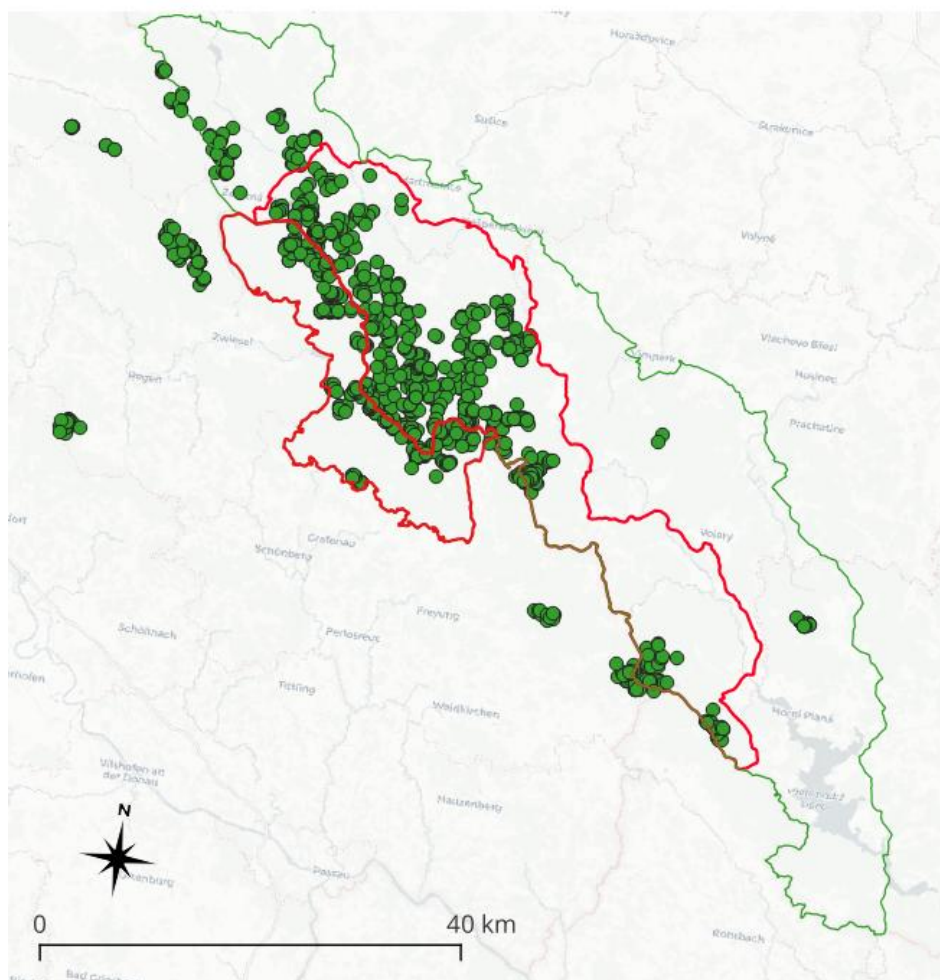 Horažďovice
Sušice
Strakonice
Volyně
Zwiesel
Regen
Vimperk
Vlachovo Březí
Husinec
Prachatice
Volary
Grafenau
Schönberg
Freyung
Schöllnach
Perlesreut
Tittling
Waldkirchen
Horní Planá
Vilshofen an
der Donau
Hauzenberg
N
Passau
0
40 km
Rohrbach